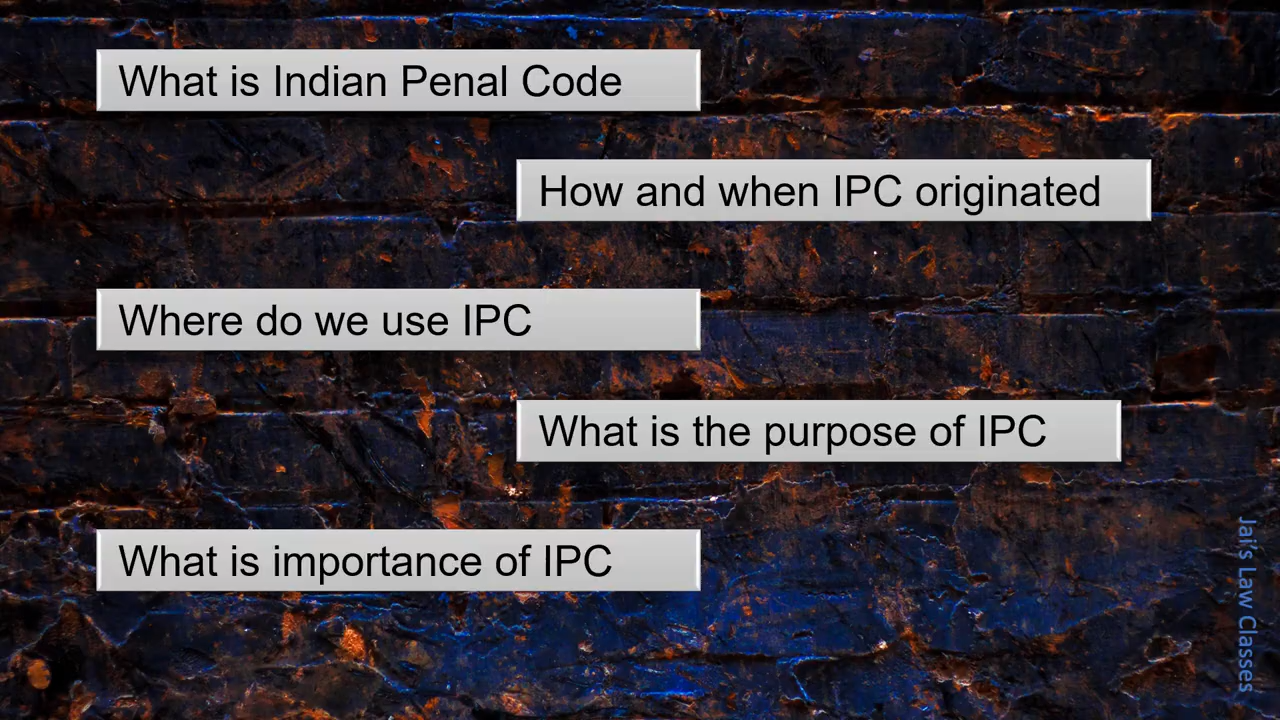 What is Indian Penal Code
How and when IPC originated
Where do we use IPC
What is the purpose of IPC
What is importance of IPC
Jai's Law Classes